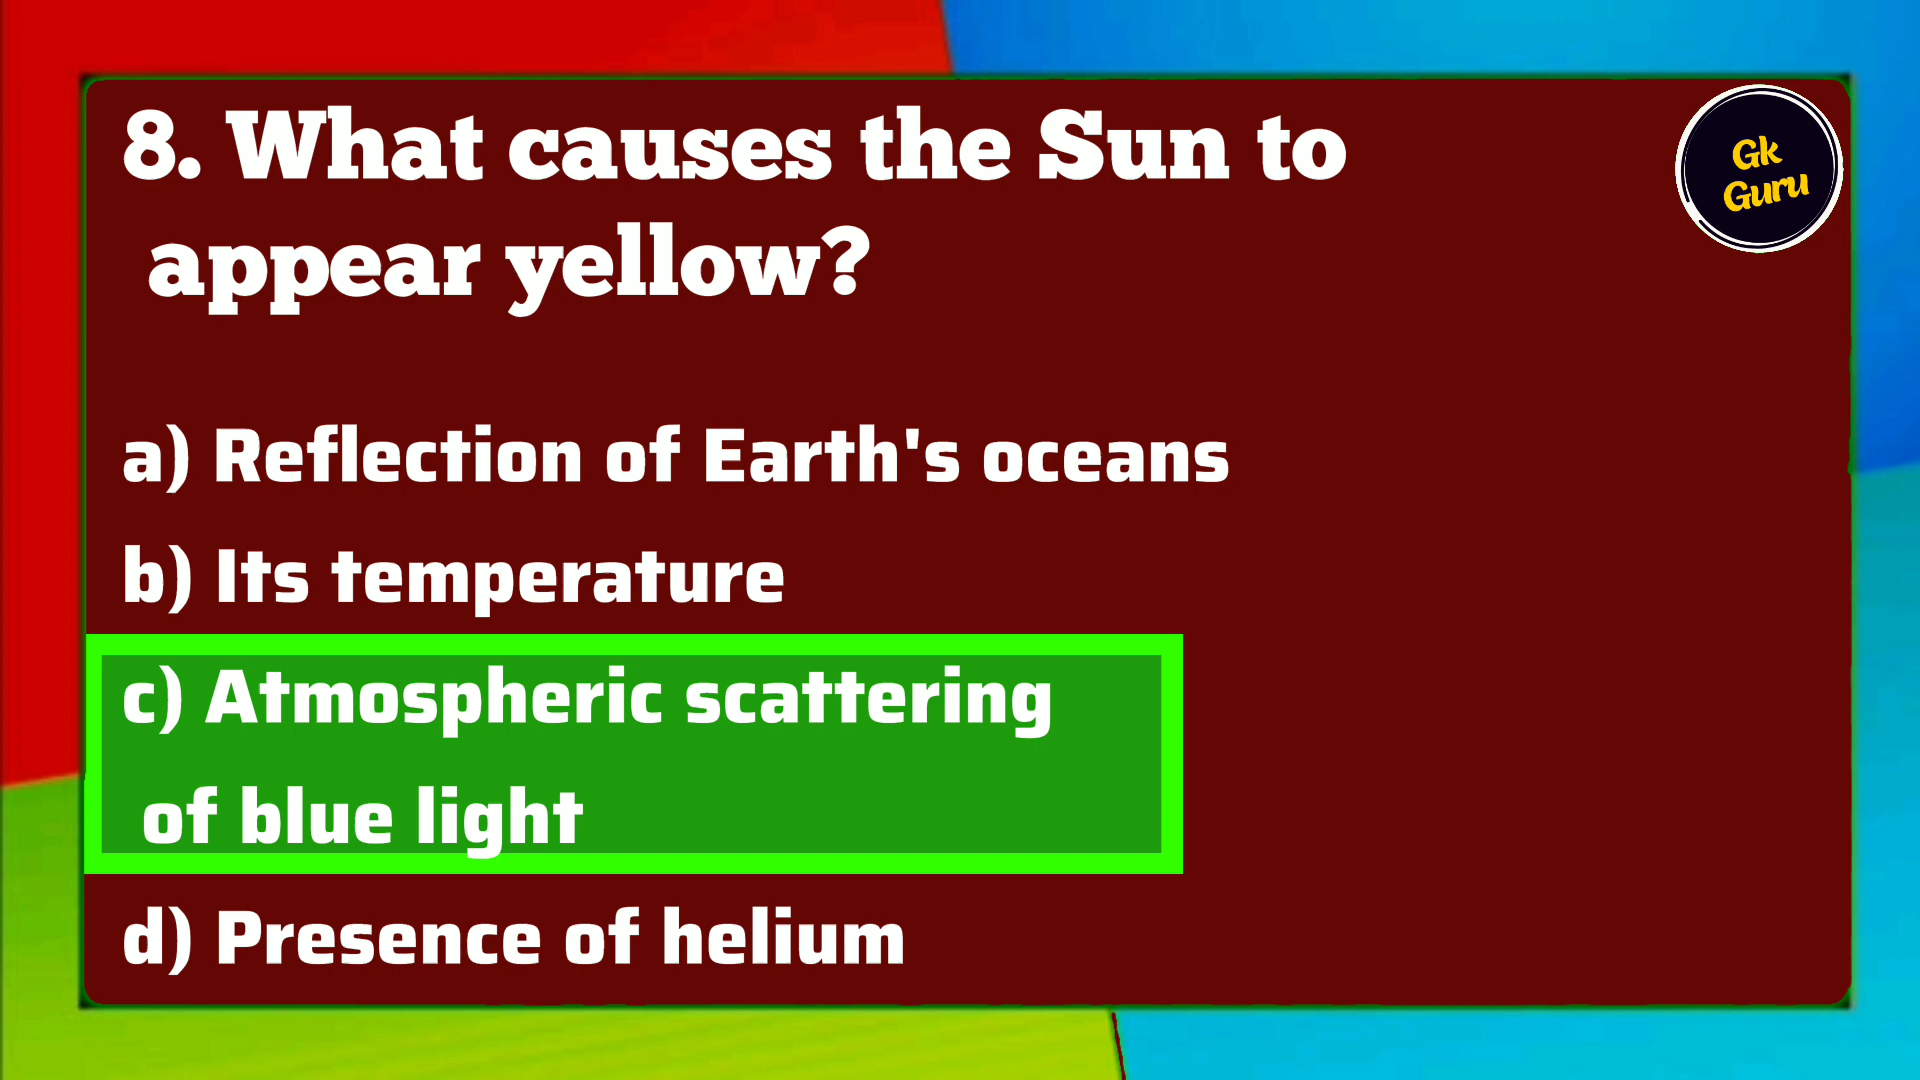 8. What causes the Sun to
appear yellow?
Gk
Guru
a) Reflection of Earth's oceans
b) Its temperature
c) Atmospheric scattering
of blue light
d) Presence of helium